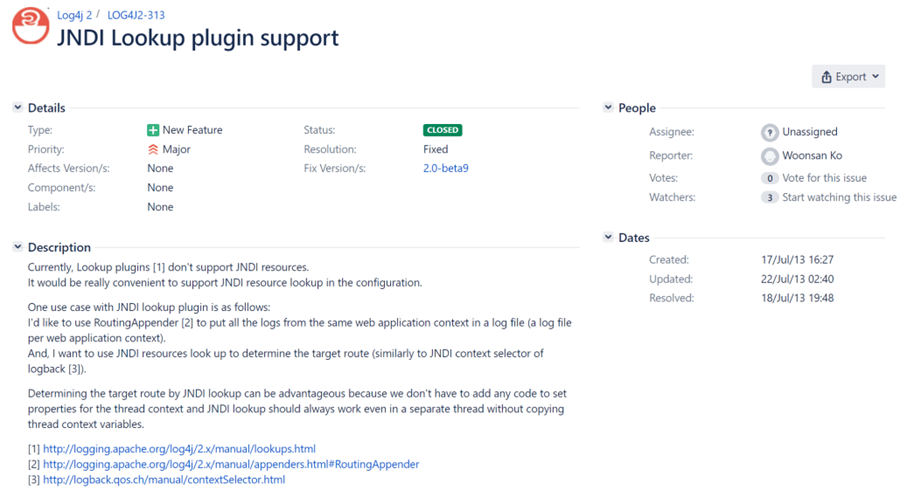 Log4j 2 / LOG4J2-313
JNDI Lookup plugin support
Export
Details
Type: New Feature Status: CLOSED
Priority: Major Resolution: Fixed
Affects Version/s: None Fix Version/s: 2.0-beta9
Component/s: None
Labels: None
Description
Currently, Lookup plugins [1] don't support JNDI resources.
It would be really convenient to support JNDI resource lookup in the configuration.
One use case with JNDI lookup plugin is as follows:
I'd like to use RoutingAppender [2] to put all the logs from the same web application context in a log file (a log file
per web application context).
And, I want to use JNDI resources look up to determine the target route (similarly to JNDI context selector of
logback [3]).
Determining the target route by JNDI lookup can be advantageous because we don't have to add any code to set
properties for the thread context and JNDI lookup should always work even in a separate thread without copying
thread context variables.
[1] http://logging.apache.org/log4j/2.x/manual/lookups.html
[2] http://logging.apache.org/log4j/2.x/manual/appenders.html#RoutingAppender
[3] http://logback.qos.ch/manual/contextSelector.html
People
Assignee: ? Unassigned
Reporter: Woonsan Ko
Votes: 0 Vote for this issue
Watchers: 3 Start watching this issue
Dates
Created: 17/Jul/13 16:27
Updated: 22/Jul/13 02:40
Resolved: 18/Jul/13 19:48